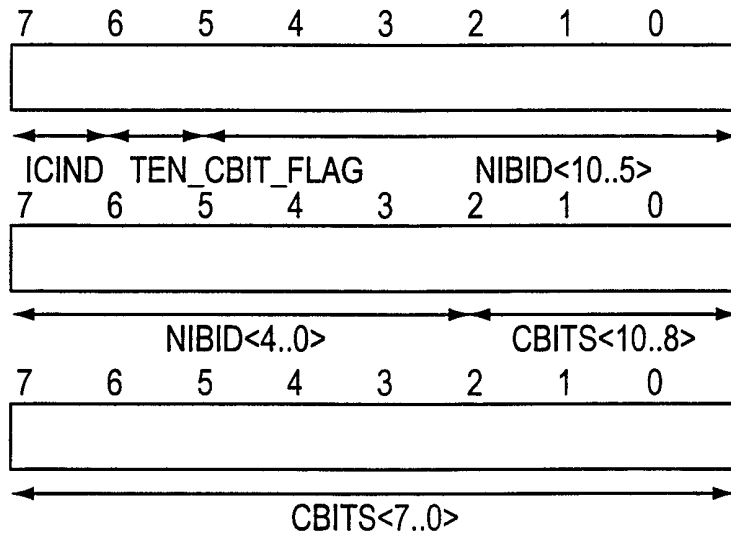 7 6 5 4 3 2 1 0
ICIND TEN_CBIT_FLAG NIBID<10..5>
7 6 5 4 3 2 1 0
NIBID<4..0> CBITS<10..8>
7 6 5 4 3 2 1 0
CBITS<7..0>